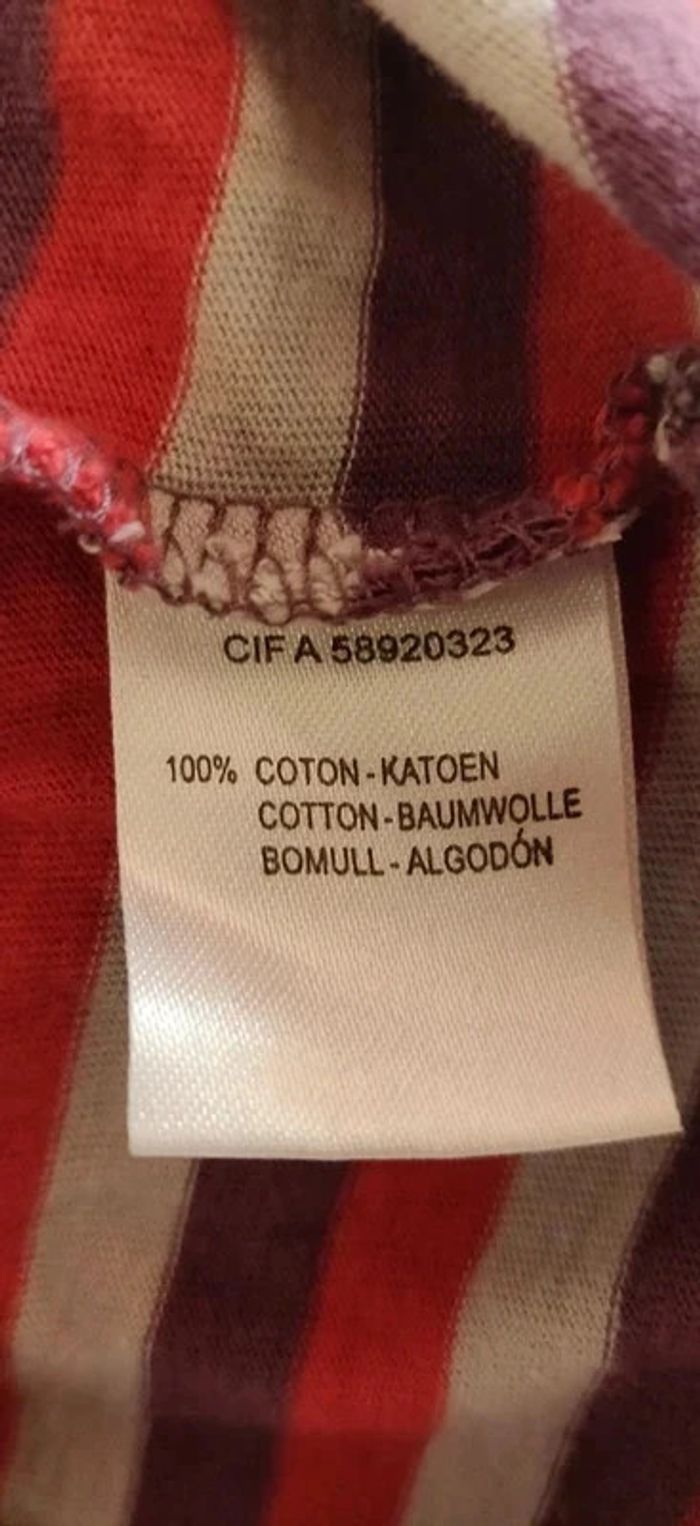 CIF A 58920323
100% COTON-KATOEN
COTTON-BAUMWOLLE
BOMULL-ALGODÓN